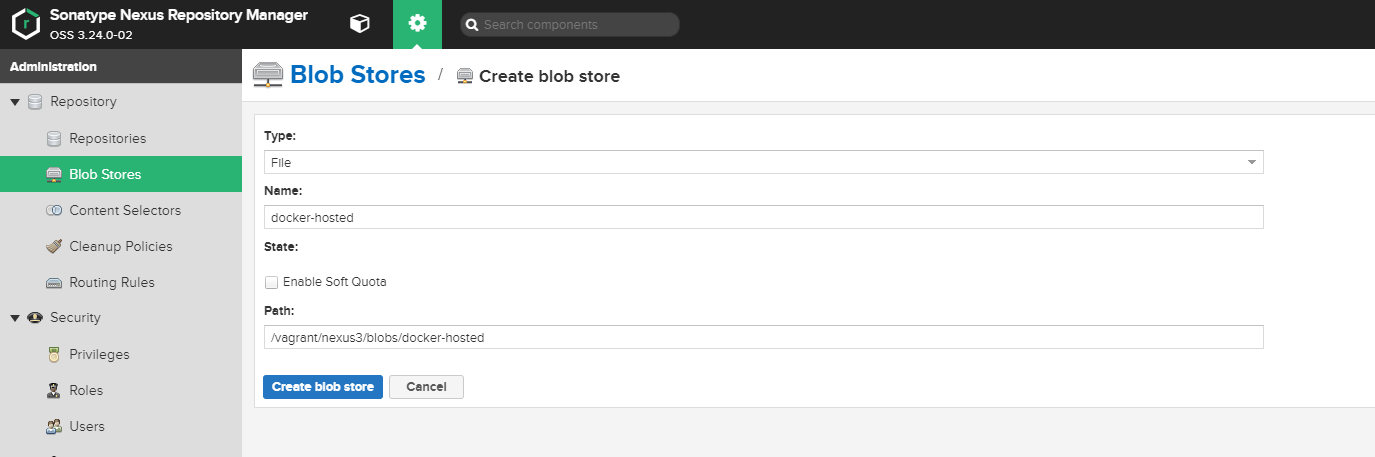 Sonatype Nexus Repository Manager
OSS 3.24.0-02
Search components
Administration
Blob Stores / Create blob store
Repository
Repositories
Blob Stores
Content Selectors
Cleanup Policies
Routing Rules
Security
Privileges
Roles
Users
Type:
File
Name:
docker-hosted
State:
Enable Soft Quota
Path:
/vagrant/nexus3/blobs/docker-hosted
Create blob store
Cancel